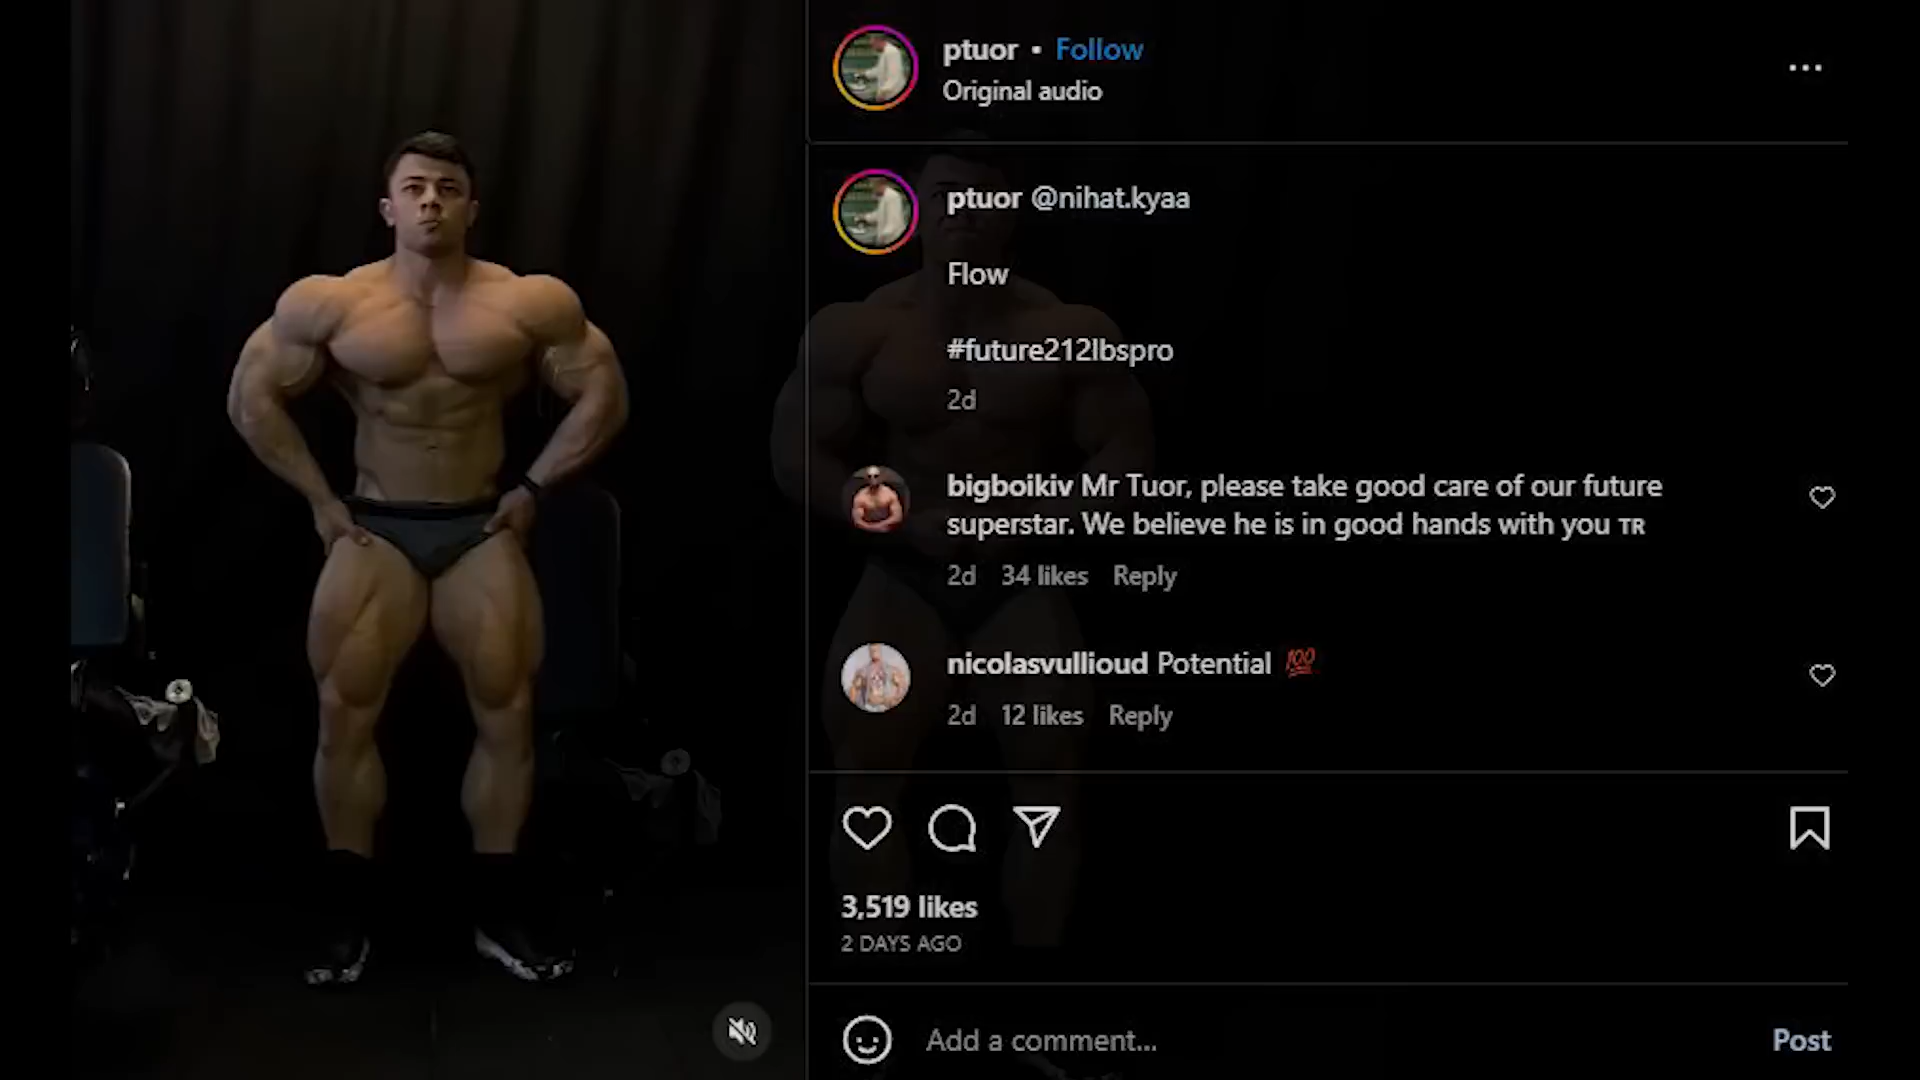 ptuor • Follow
Original audio
ptuor @nihat.kyaa
Flow
#future212lbspro
2d
bigboikiv Mr Tuor, please take good care of our future
superstar. We believe he is in good hands with you TR
2d 34 likes Reply
nicolasvullioud Potential 💯
2d 12 likes Reply
3,519 likes
2 DAYS AGO
Add a comment...
Post